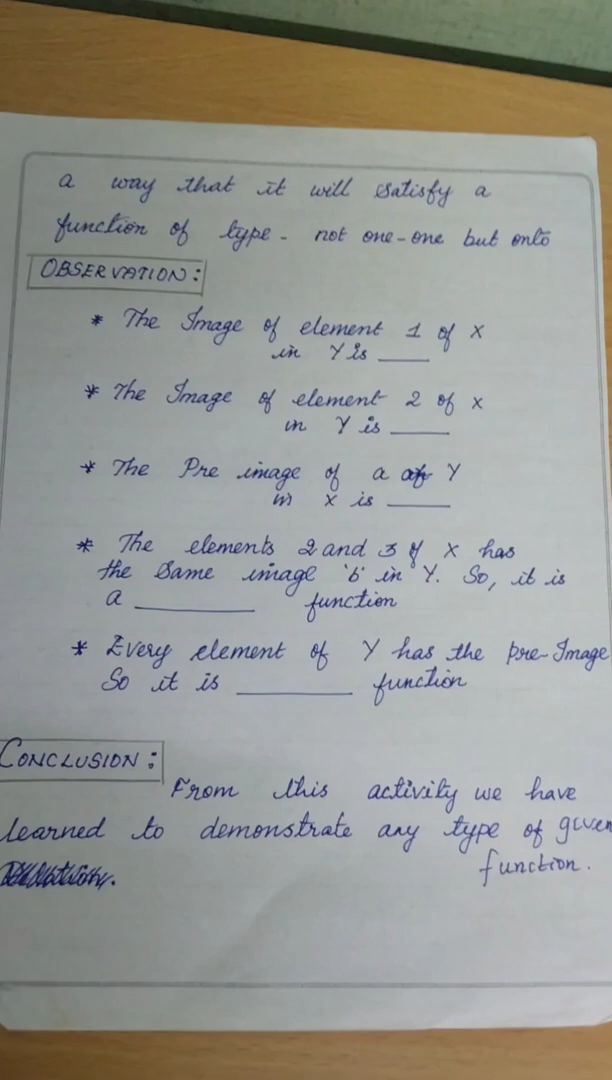 a way that it will satisfy a
function of type - not one-one but onto
OBSERVATION:
* The Image of element 1 of X
in Y is ____
* The Image of element 2 of X
in Y is ____
* The Pre image of a of Y
in X is ____
* The elements 2 and 3 of X has
the same image 'b' in Y. So, it is
a ________ function
* Every element of Y has the pre-Image
So it is ________ function
CONCLUSION:
From this activity we have
learned to demonstrate any type of given
function.